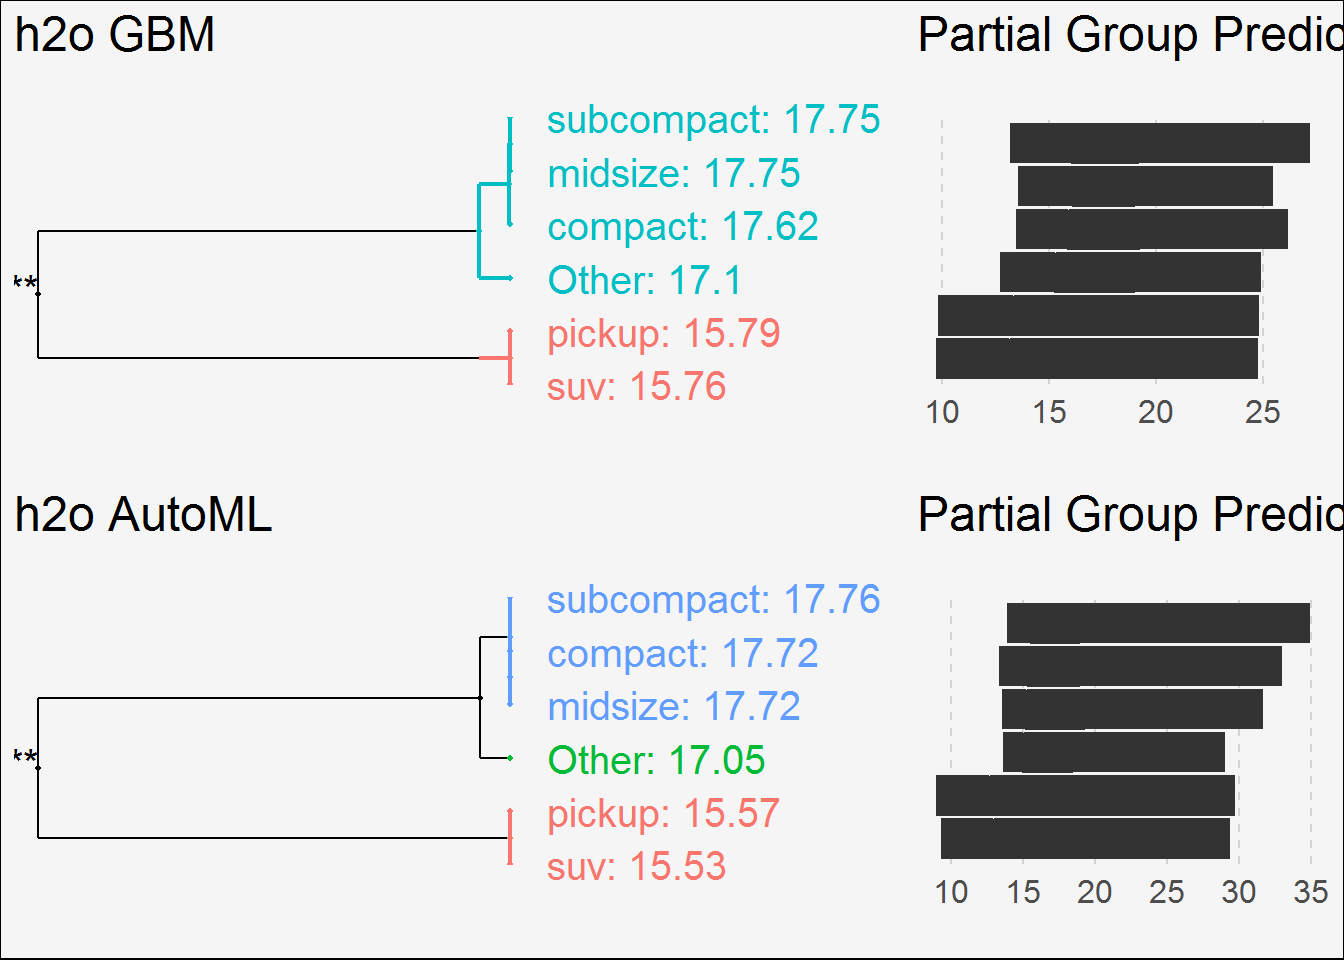 h2o GBM
Partial Group Predic
subcompact: 17.75
midsize: 17.75
compact: 17.62
Other: 17.1
pickup: 15.79
suv: 15.76
**
10 15 20 25
h2o AutoML
Partial Group Predic
subcompact: 17.76
compact: 17.72
midsize: 17.72
Other: 17.05
pickup: 15.57
suv: 15.53
**
10 15 20 25 30 35